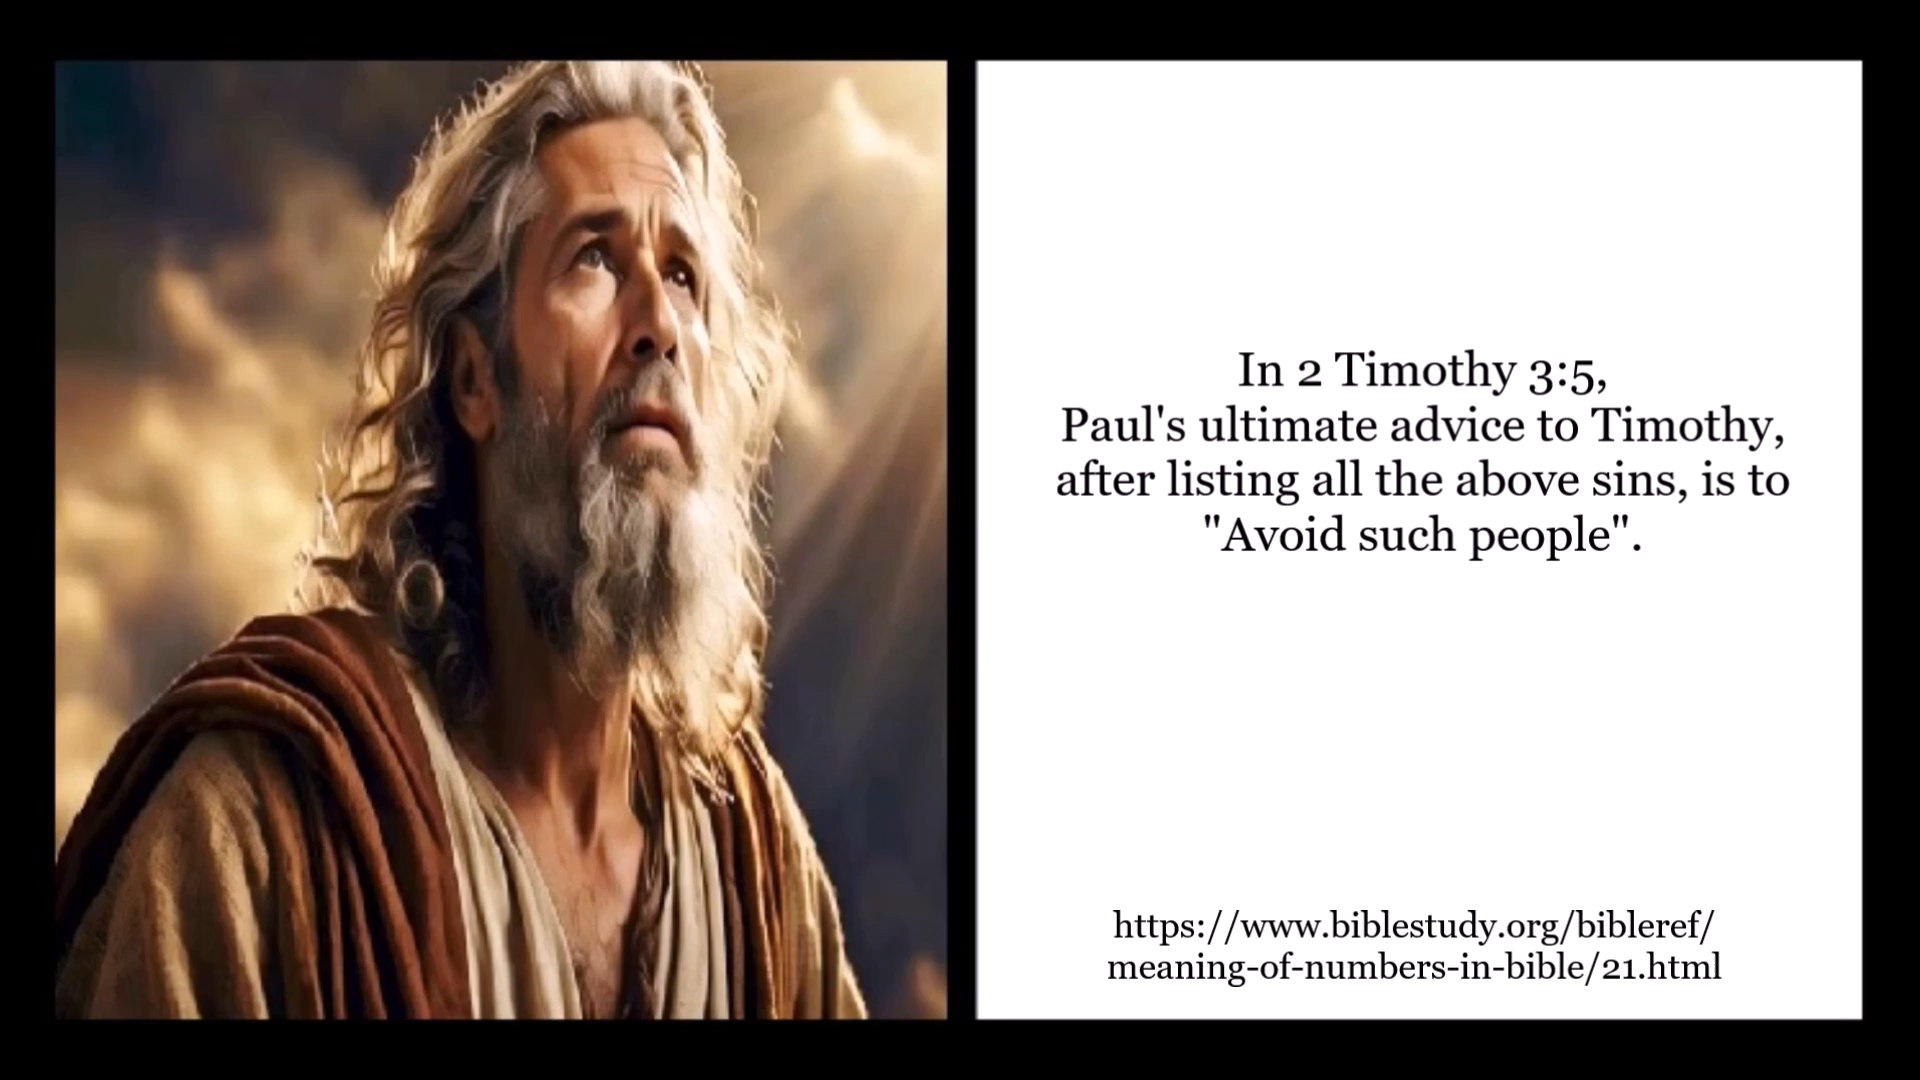 In 2 Timothy 3:5,
Paul's ultimate advice to Timothy,
after listing all the above sins, is to
"Avoid such people".
https://www.biblestudy.org/bibleref/
meaning-of-numbers-in-bible/21.html